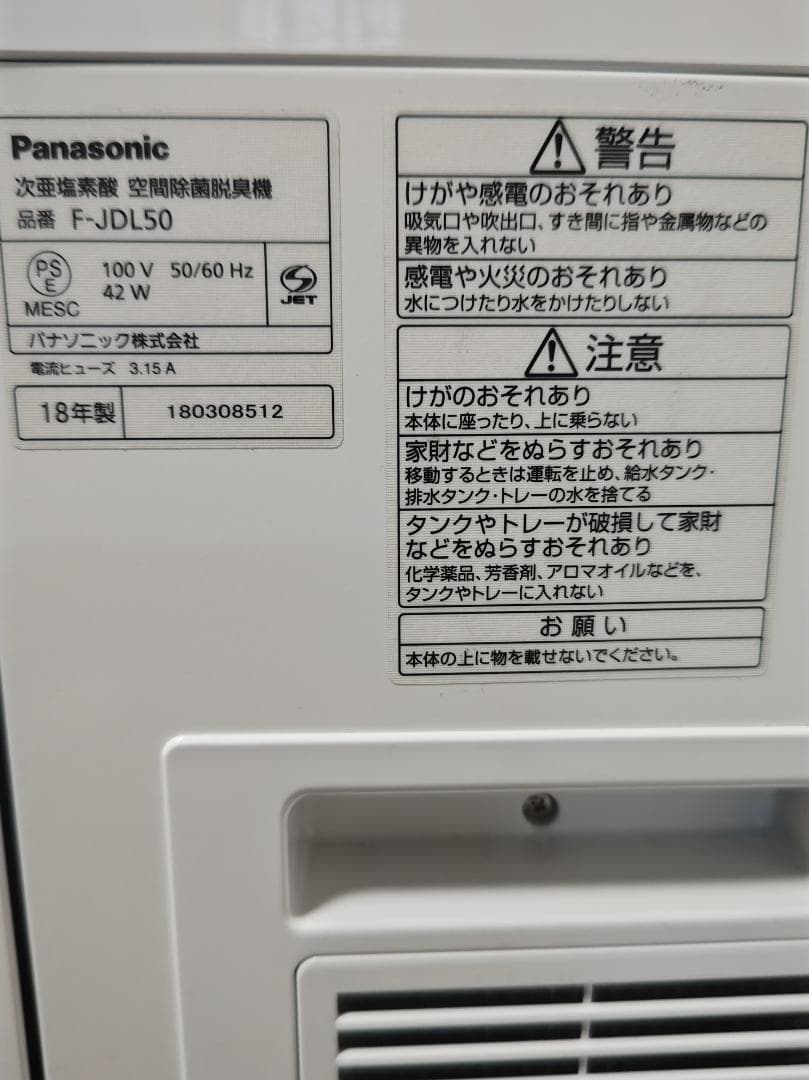 Panasonic
次亜塩素酸 空間除菌脱臭機
品番 F-JDL50
PS
E
MESC
100 V 50/60 Hz
42 W
JET
パナソニック株式会社
電流ヒューズ 3.15 A
18年製 180308512
警告
けがや感電のおそれあり
吸気口や吹出口、すき間に指や金属物などの
異物を入れない
感電や火災のおそれあり
水につけたり水をかけたりしない
注意
けがのおそれあり
本体に座ったり、上に乗らない
家財などをぬらすおそれあり
移動するときは運転を止め、給水タンク・
排水タンク・トレーの水を捨てる
タンクやトレーが破損して家財
などをぬらすおそれあり
化学薬品、芳香剤、アロマオイルなどを、
タンクやトレーに入れない
お願い
本体の上に物を載せないでください。